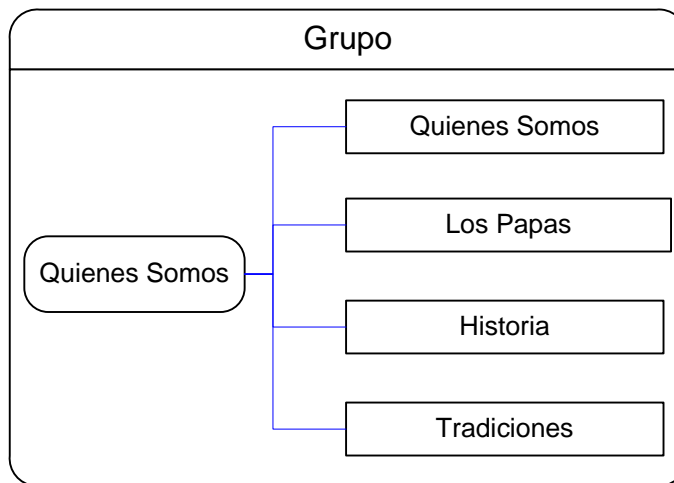 Grupo
Quienes Somos
Quienes Somos
Los Papas
Historia
Tradiciones